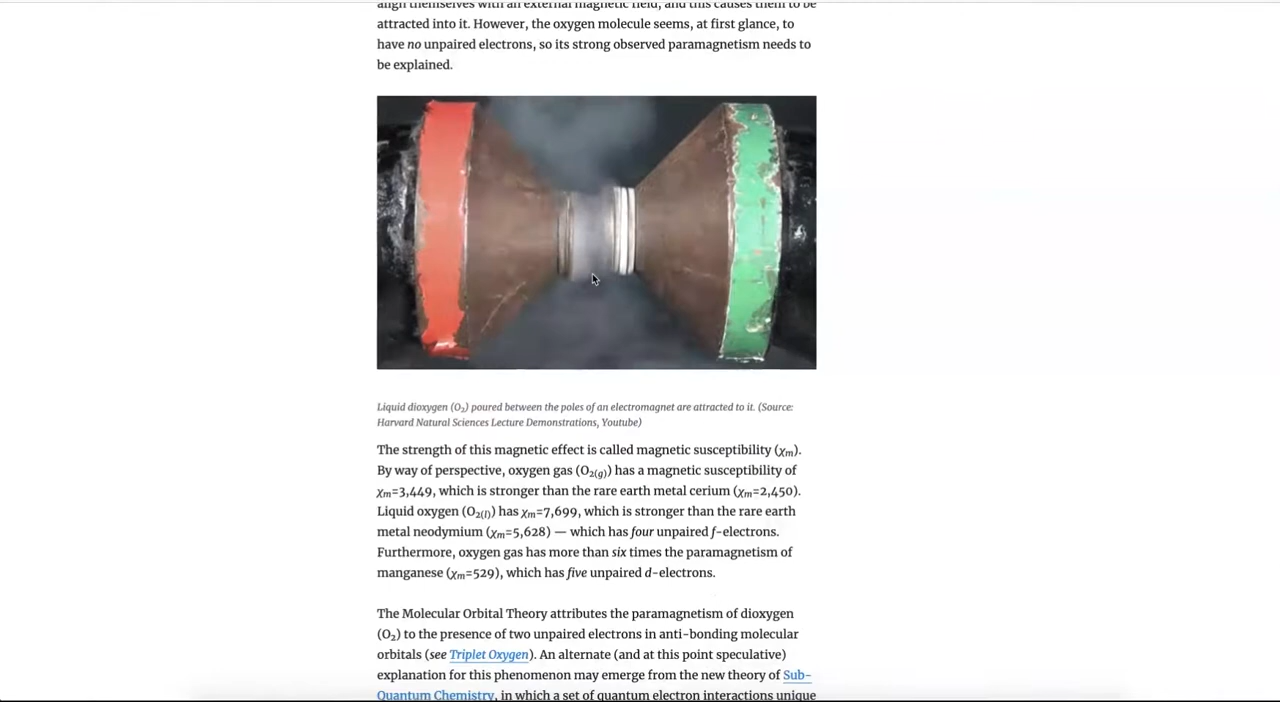 align themselves with an external magnetic field, and this causes them to be
attracted into it. However, the oxygen molecule seems, at first glance, to
have no unpaired electrons, so its strong observed paramagnetism needs to
be explained.
Liquid dioxygen (O₂) poured between the poles of an electromagnet are attracted to it. (Source:
Harvard Natural Sciences Lecture Demonstrations, Youtube)
The strength of this magnetic effect is called magnetic susceptibility (χm).
By way of perspective, oxygen gas (O2(g)) has a magnetic susceptibility of
χm=3,449, which is stronger than the rare earth metal cerium (χm=2,450).
Liquid oxygen (O2(l)) has χm=7,699, which is stronger than the rare earth
metal neodymium (χm=5,628) — which has four unpaired f-electrons.
Furthermore, oxygen gas has more than six times the paramagnetism of
manganese (χm=529), which has five unpaired d-electrons.
The Molecular Orbital Theory attributes the paramagnetism of dioxygen
(O₂) to the presence of two unpaired electrons in anti-bonding molecular
orbitals (see Triplet Oxygen). An alternate (and at this point speculative)
explanation for this phenomenon may emerge from the new theory of Sub-
Quantum Chemistry, in which a set of quantum electron interactions unique